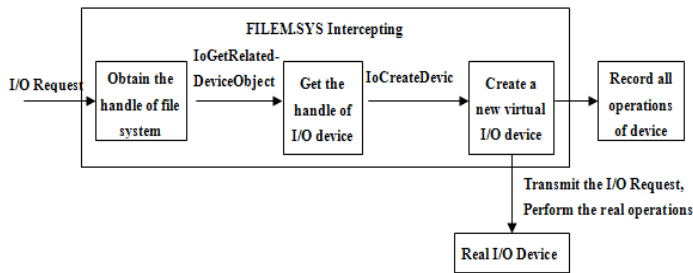 FILEM.SYS Intercepting
I/O Request
Obtain the
handle of file
system
IoGetRelated-
DeviceObject
Get the
handle of
I/O device
IoCreateDevic
Create a
new virtual
I/O device
Record all
operations
of device
Transmit the I/O Request,
Perform the real operations
Real I/O Device